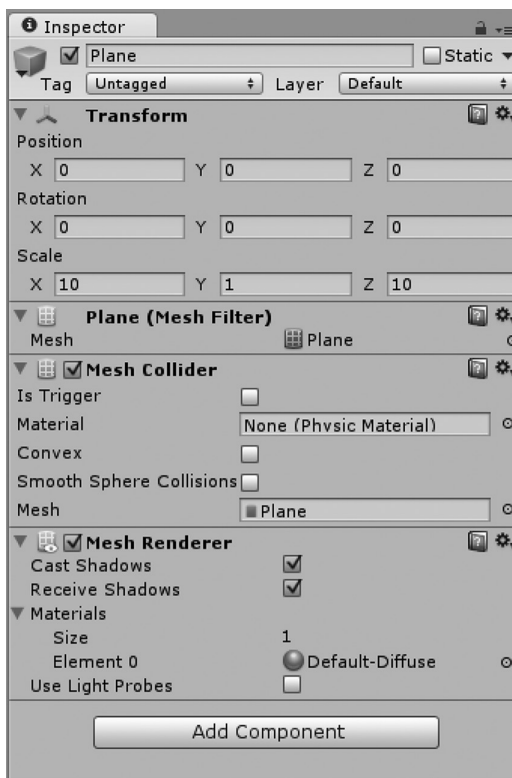 Inspector
Plane Static
Tag Untagged Layer Default
Transform
Position
X 0 Y 0 Z 0
Rotation
X 0 Y 0 Z 0
Scale
X 10 Y 1 Z 10
Plane (Mesh Filter)
Mesh Plane
Mesh Collider
Is Trigger
Material None (Physic Material)
Convex
Smooth Sphere Collisions
Mesh Plane
Mesh Renderer
Cast Shadows
Receive Shadows
Materials
Size 1
Element 0 Default-Diffuse
Use Light Probes
Add Component